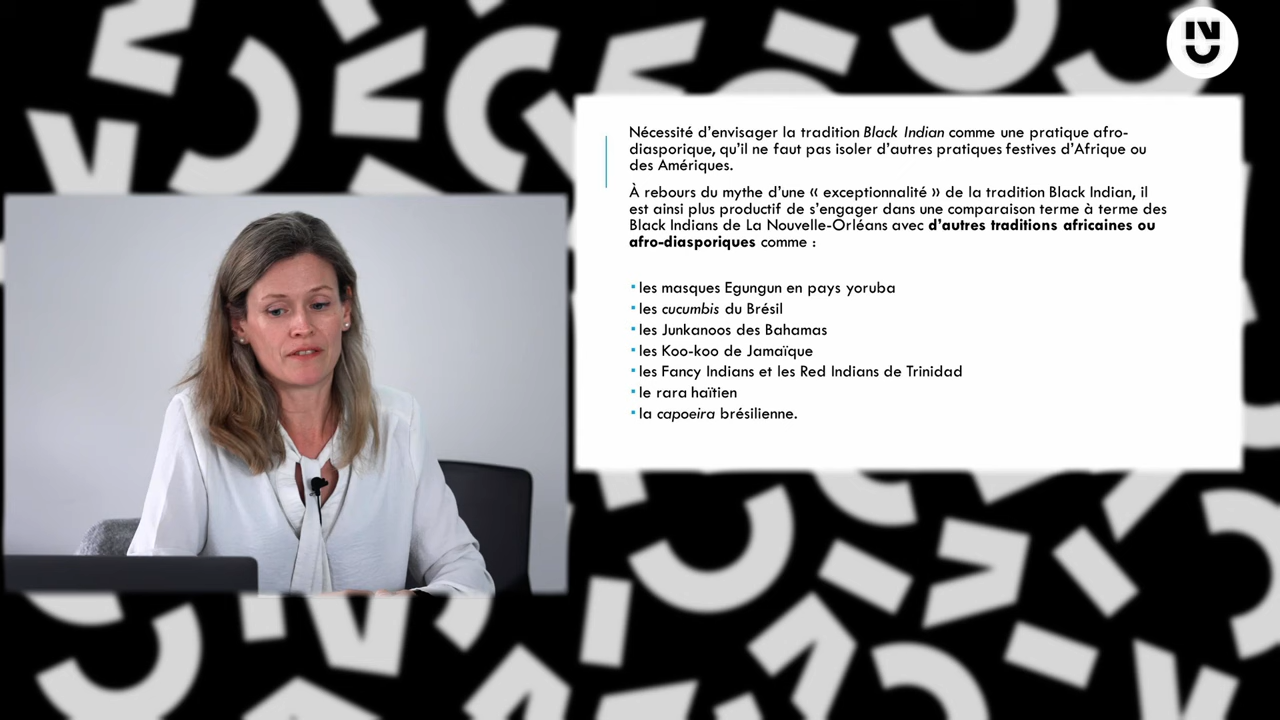 Nécessité d'envisager la tradition Black Indian comme une pratique afro-
diasporique, qu'il ne faut pas isoler d'autres pratiques festives d'Afrique ou
des Amériques.
À rebours du mythe d'une « exceptionnalité » de la tradition Black Indian, il
est ainsi plus productif de s'engager dans une comparaison terme à terme des
Black Indians de La Nouvelle-Orléans avec d'autres traditions africaines ou
afro-diasporiques comme :
▪ les masques Egungun en pays yoruba
▪ les cucumbis du Brésil
▪ les Junkanoos des Bahamas
▪ les Koo-koo de Jamaïque
▪ les Fancy Indians et les Red Indians de Trinidad
▪ le rara haïtien
▪ la capoeira brésilienne.